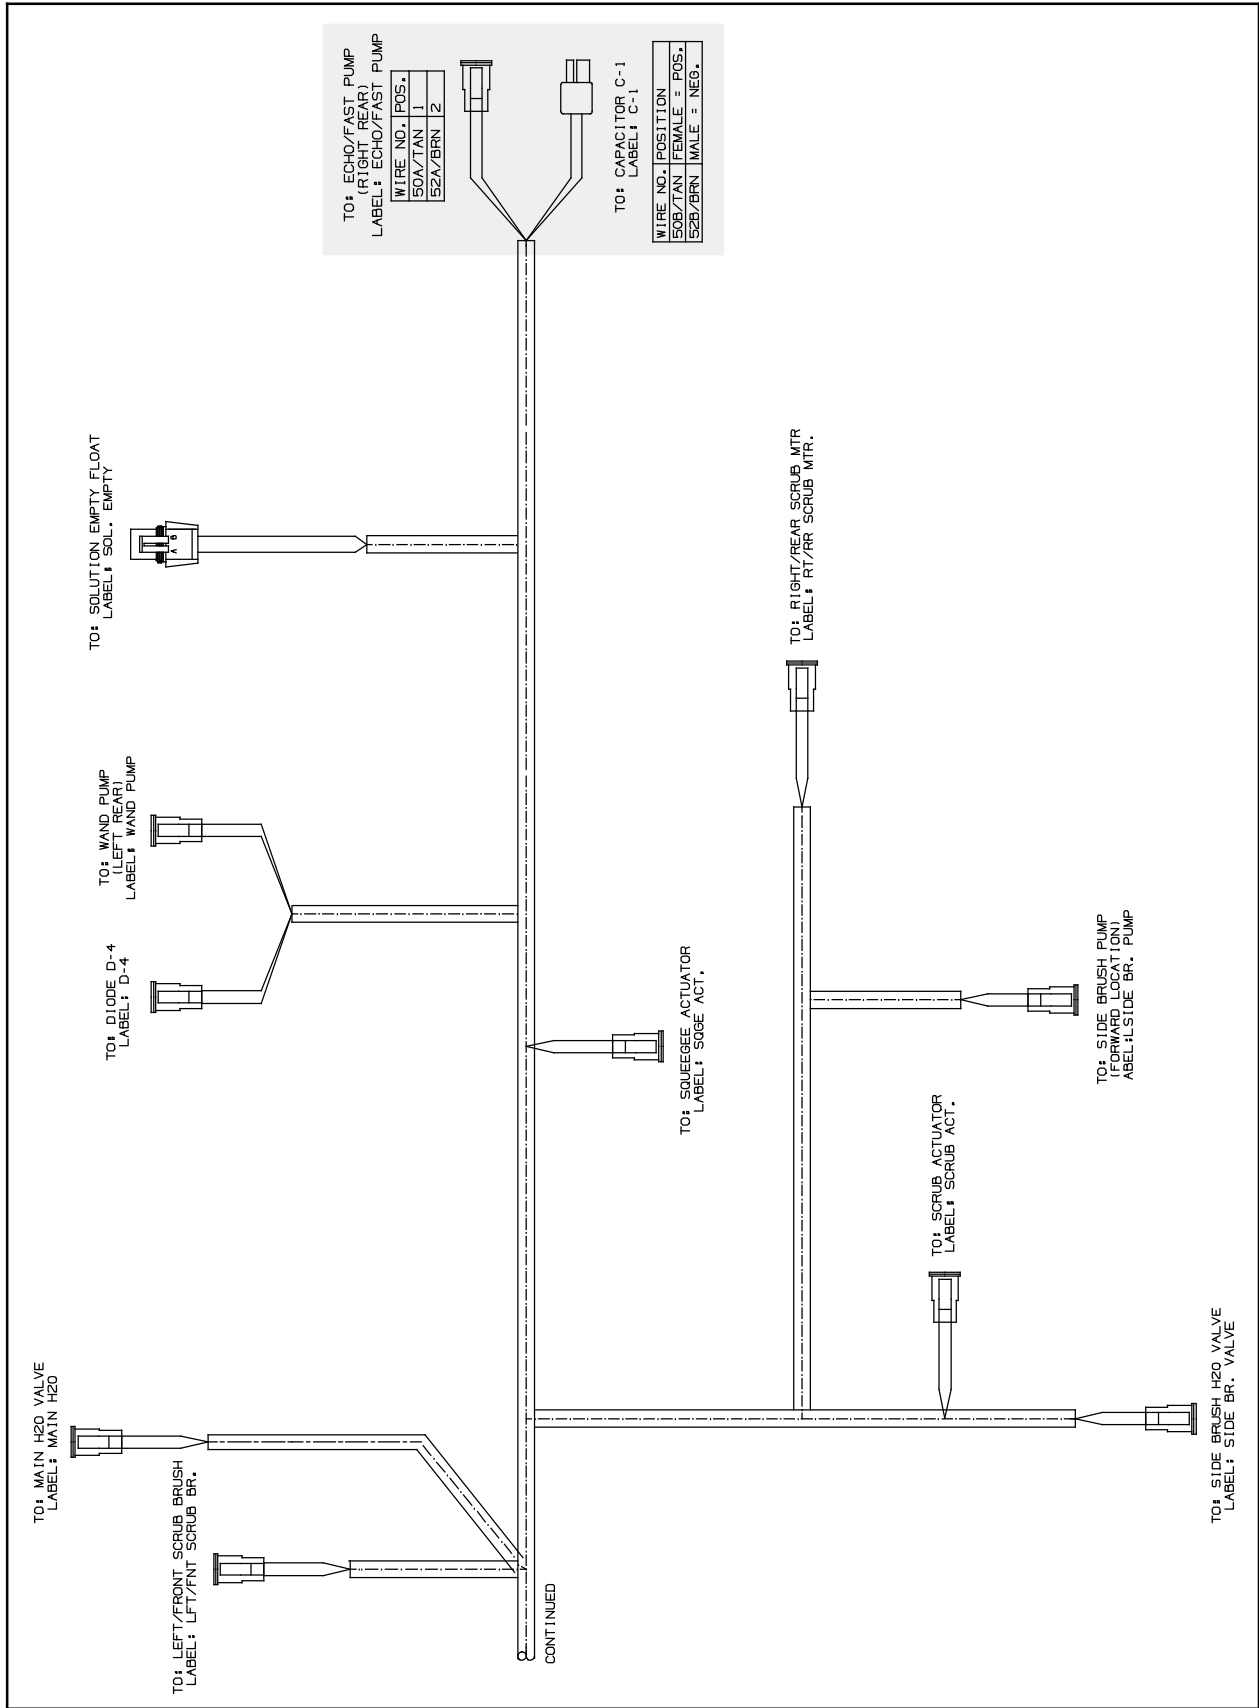 TO: MAIN H20 VALVE
LABEL: MAIN H20
TO: LEFT/FRONT SCRUB BRUSH
LABEL: LFT/FNT SCRUB BR.
CONTINUED
TO: DIODE D-4
LABEL: D-4
TO: WAND PUMP
(LEFT REAR)
LABEL: WAND PUMP
TO: SOLUTION EMPTY FLOAT
LABEL: SOL. EMPTY
A B
TO: ECHO/FAST PUMP
(RIGHT REAR)
LABEL: ECHO/FAST PUMP
WIRE NO. POS.
50A/TAN 1
52A/BRN 2
TO: CAPACITOR C-1
LABEL: C-1
WIRE NO. POSITION
50B/TAN FEMALE = POS.
52B/BRN MALE = NEG.
TO: SQUEEGEE ACTUATOR
LABEL: SQGE ACT.
TO: RIGHT/REAR SCRUB MTR
LABEL: RT/RR SCRUB MTR.
TO: SIDE BRUSH PUMP
(FORWARD LOCATION)
ABEL:LSIDE BR. PUMP
TO: SCRUB ACTUATOR
LABEL: SCRUB ACT.
TO: SIDE BRUSH H20 VALVE
LABEL: SIDE BR. VALVE